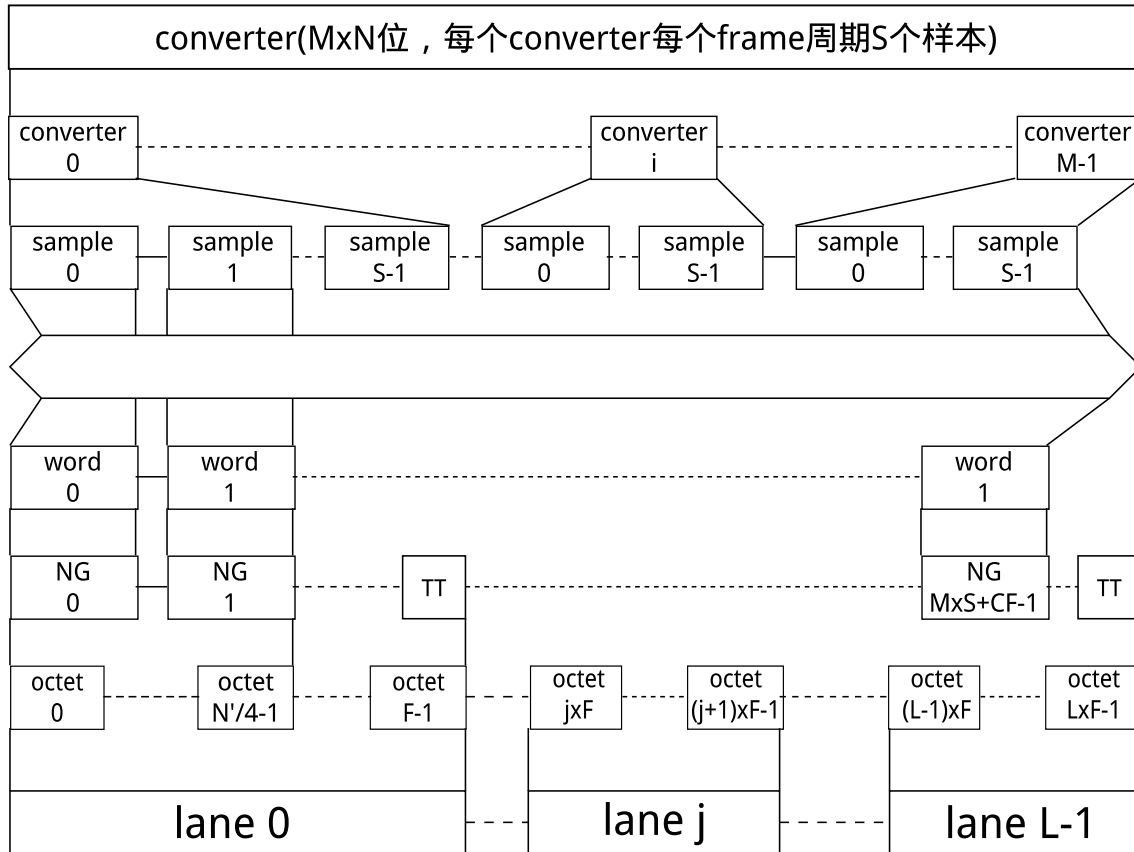 converter(MxN位，每个converter每个frame周期S个样本)
converter
0
converter
i
converter
M-1
sample
0
sample
1
sample
S-1
sample
0
sample
S-1
sample
0
sample
S-1
word
0
word
1
word
1
NG
0
NG
1
TT
NG
MxS+CF-1
TT
octet
0
octet
N'/4-1
octet
F-1
octet
jxF
octet
(j+1)xF-1
octet
(L-1)xF
octet
LxF-1
lane 0
lane j
lane L-1